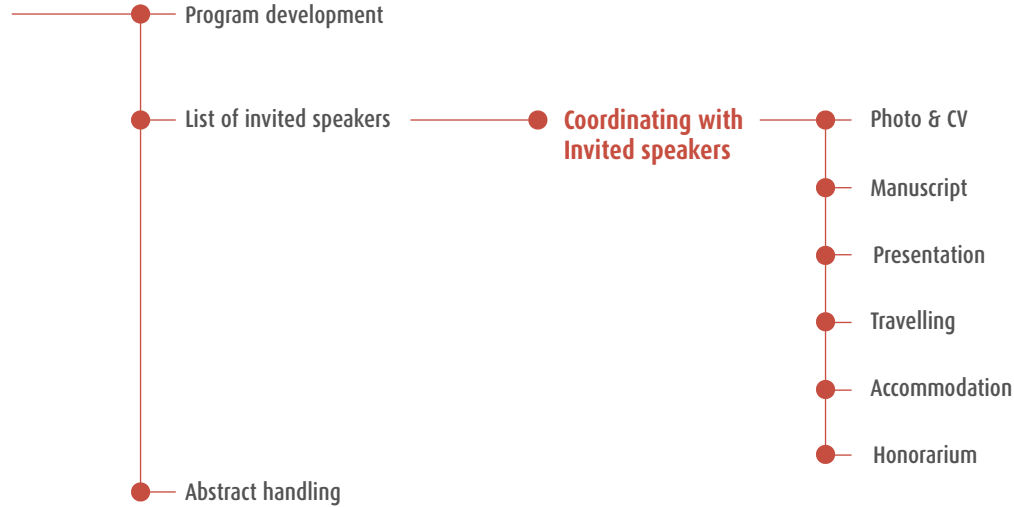 Program development
List of invited speakers
Coordinating with
Invited speakers
Photo & CV
Manuscript
Presentation
Travelling
Accommodation
Honorarium
Abstract handling